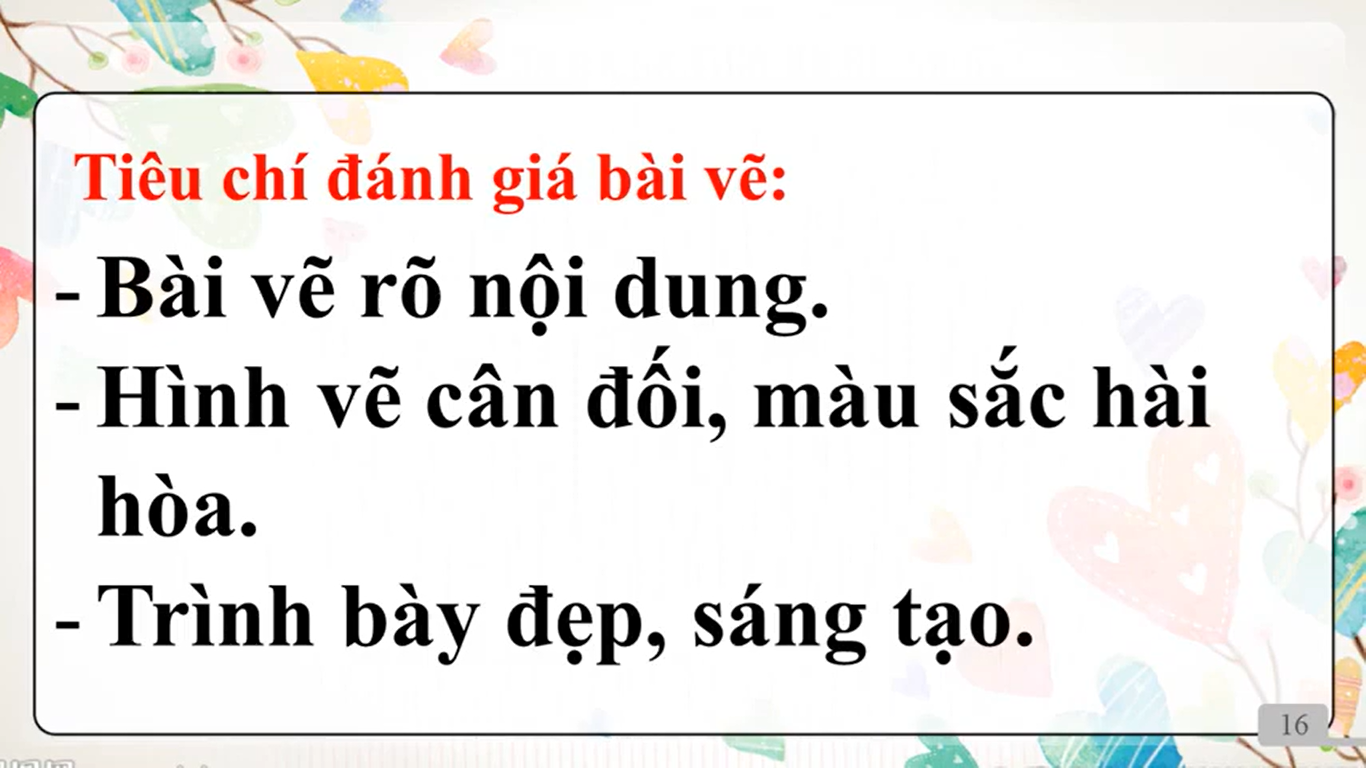 Tiêu chí đánh giá bài vẽ:
- Bài vẽ rõ nội dung.
- Hình vẽ cân đối, màu sắc hài
hòa.
- Trình bày đẹp, sáng tạo.
16